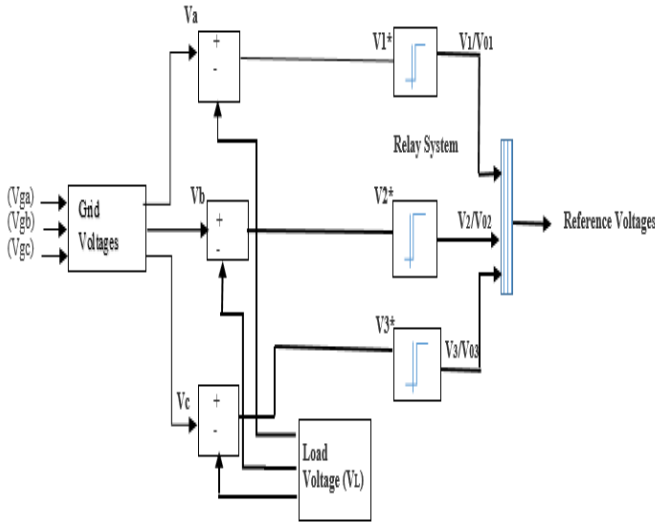 Va
+
-
V1*
V1/V01
Relay System
(Vga)
(Vgb)
(Vgc)
Grid
Voltages
Vb
+
-
V2*
V2/V02
Reference Voltages
V3*
V3/V03
Vc
+
-
Load
Voltage (VL)